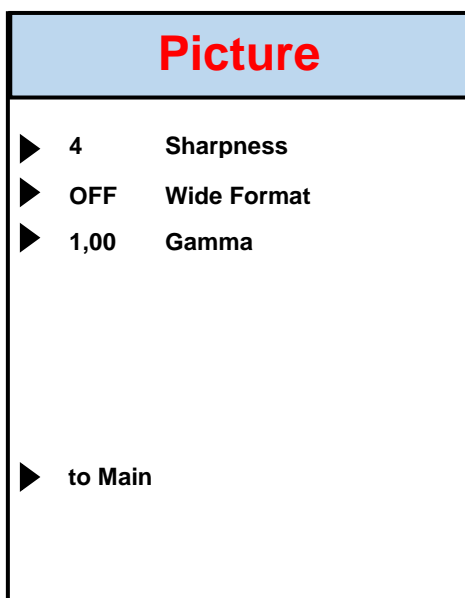 Picture
4 Sharpness
OFF Wide Format
1,00 Gamma
to Main